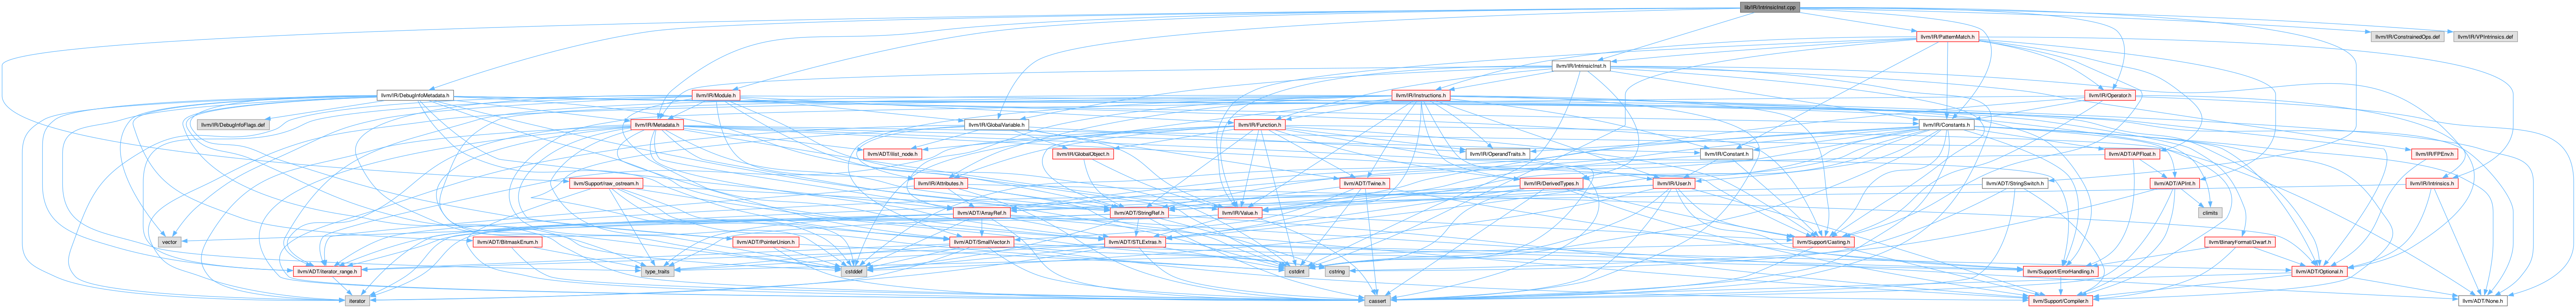 lib/IR/IntrinsicInst.cpp
llvm/IR/PatternMatch.h
llvm/IR/ConstrainedOps.def
llvm/IR/VPIntrinsics.def
llvm/IR/IntrinsicInst.h
llvm/IR/DebugInfoMetadata.h
llvm/IR/Module.h
llvm/IR/Instructions.h
llvm/IR/Operator.h
llvm/IR/DebugInfoFlags.def
llvm/IR/Metadata.h
llvm/IR/GlobalVariable.h
llvm/IR/Function.h
llvm/IR/Constants.h
llvm/ADT/ilist_node.h
llvm/IR/GlobalObject.h
llvm/IR/OperandTraits.h
llvm/IR/Constant.h
llvm/ADT/APFloat.h
llvm/IR/FPEnv.h
llvm/Support/raw_ostream.h
llvm/IR/Attributes.h
llvm/ADT/Twine.h
llvm/IR/DerivedTypes.h
llvm/IR/User.h
llvm/ADT/StringSwitch.h
llvm/ADT/APInt.h
llvm/IR/Intrinsics.h
llvm/ADT/ArrayRef.h
llvm/ADT/StringRef.h
llvm/IR/Value.h
climits
vector
llvm/ADT/BitmaskEnum.h
llvm/ADT/PointerUnion.h
llvm/ADT/SmallVector.h
llvm/ADT/STLExtras.h
llvm/Support/Casting.h
llvm/BinaryFormat/Dwarf.h
llvm/ADT/iterator_range.h
type_traits
cstddef
cstdint
cstring
llvm/Support/ErrorHandling.h
llvm/ADT/Optional.h
iterator
cassert
llvm/Support/Compiler.h
llvm/ADT/None.h